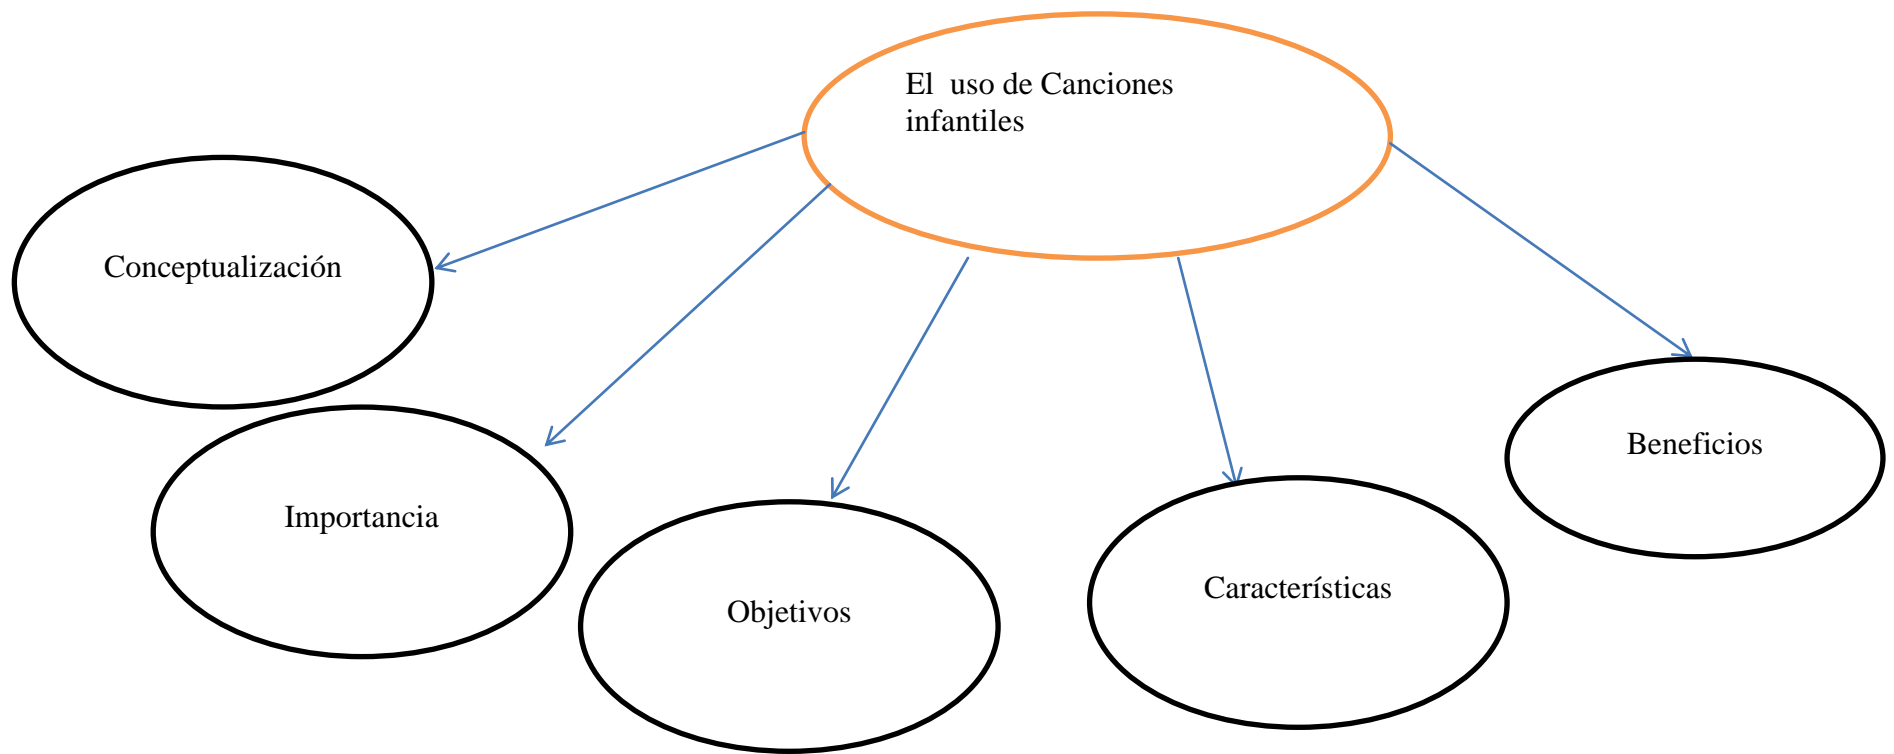 El  uso de Canciones
infantiles
Conceptualización
Importancia
Objetivos
Características
Beneficios